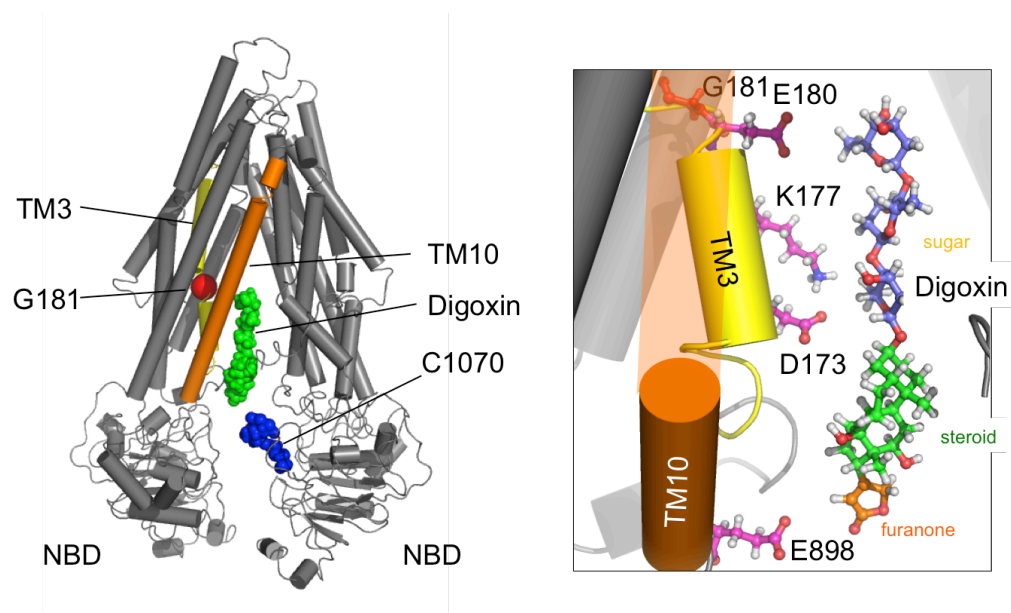 TM3
G181
TM10
Digoxin
C1070
NBD
NBD
G181
E180
K177
TM3
sugar
Digoxin
D173
steroid
TM10
furanone
E898